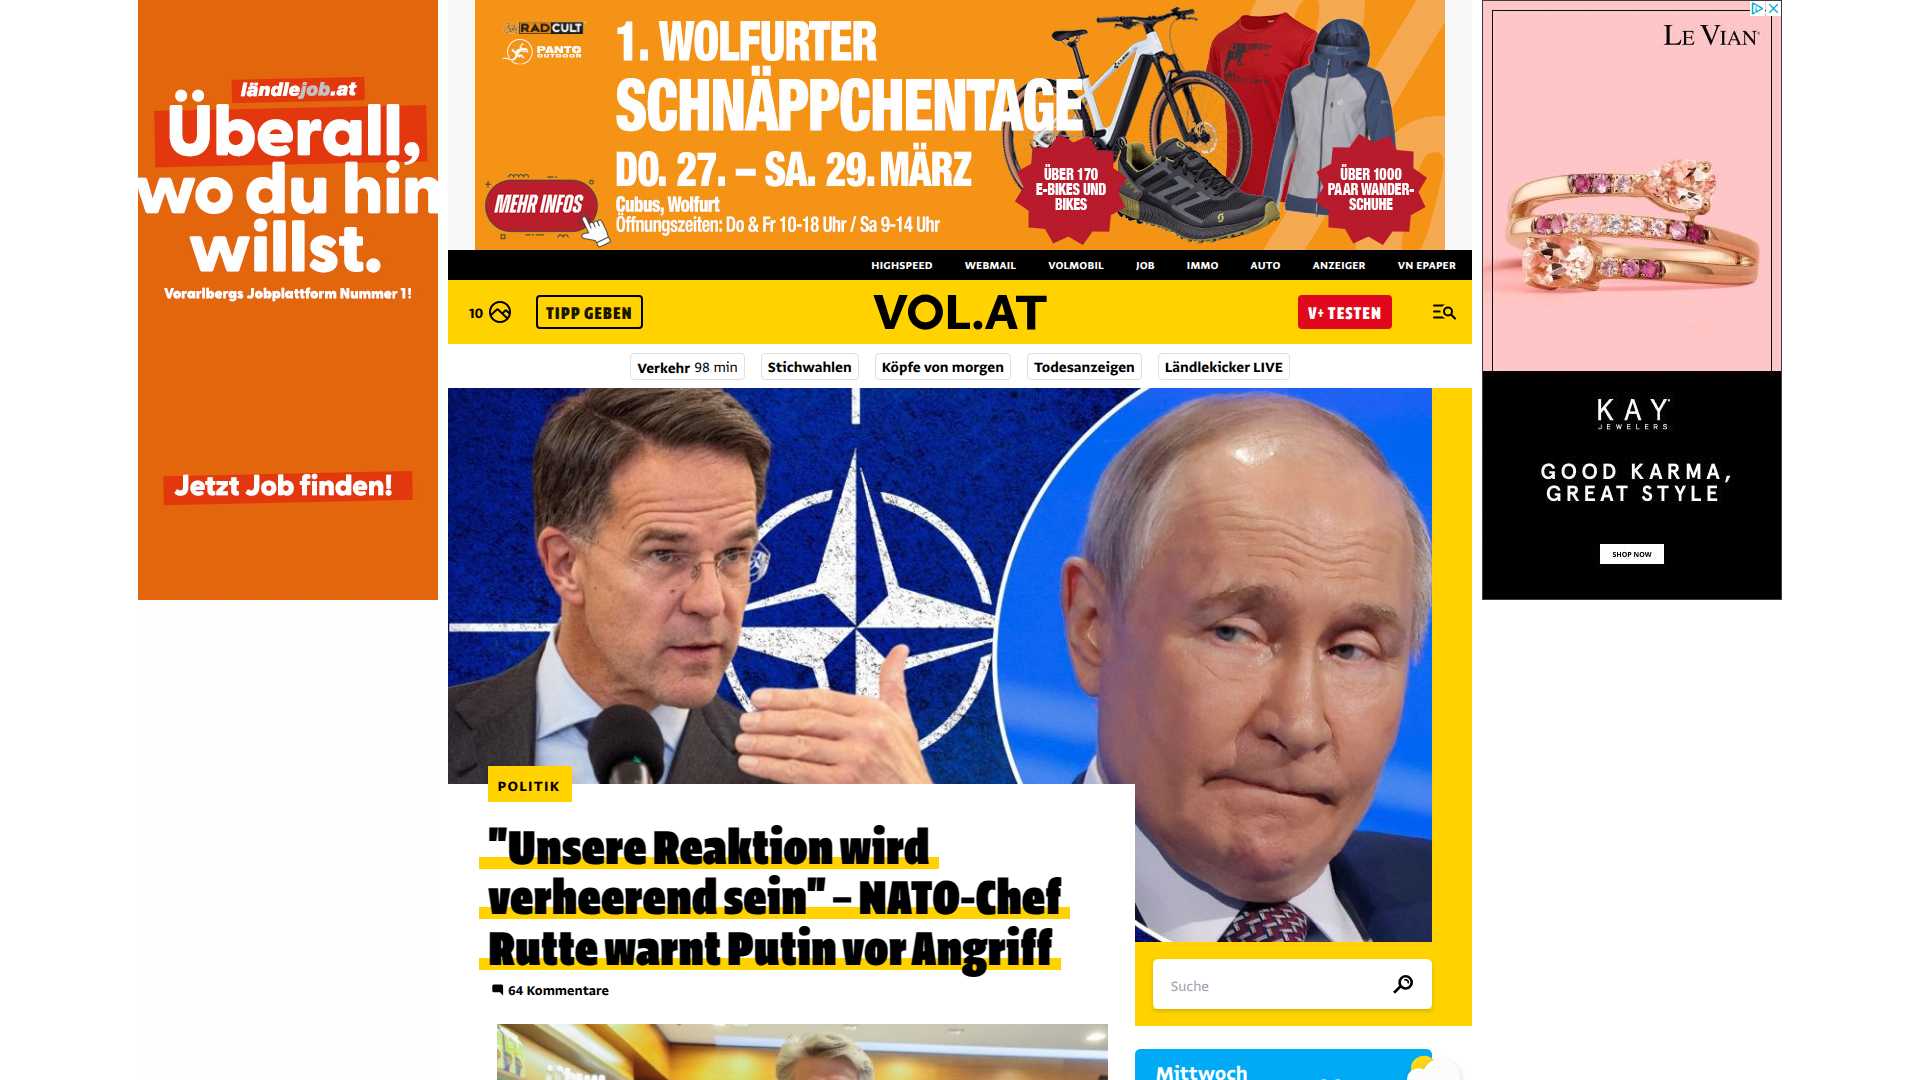 ländlejob.at
Überall,
wo du hin
willst.
Vorarlbergs Jobplattform Nummer 1!
Jetzt Job finden!
RADCULT
PANTO
OUTDOOR
1. WOLFURTER
SCHNÄPPCHENTAGE
DO. 27. – SA. 29. MÄRZ
MEHR INFOS
Cubus, Wolfurt
Öffnungszeiten: Do & Fr 10-18 Uhr / Sa 9-14 Uhr
ÜBER 170
E-BIKES UND
BIKES
ÜBER 1000
PAAR WANDER-
SCHUHE
LE VIAN
KAY
JEWELERS
GOOD KARMA,
GREAT STYLE
SHOP NOW
HIGHSPEED WEBMAIL VOLMOBIL JOB IMMO AUTO ANZEIGER VN EPAPER
10 TIPP GEBEN VOL.AT V+ TESTEN
Verkehr 98 min Stichwahlen Köpfe von morgen Todesanzeigen Ländlekicker LIVE
POLITIK
"Unsere Reaktion wird
verheerend sein" – NATO-Chef
Rutte warnt Putin vor Angriff
64 Kommentare
Suche
Mittwoch